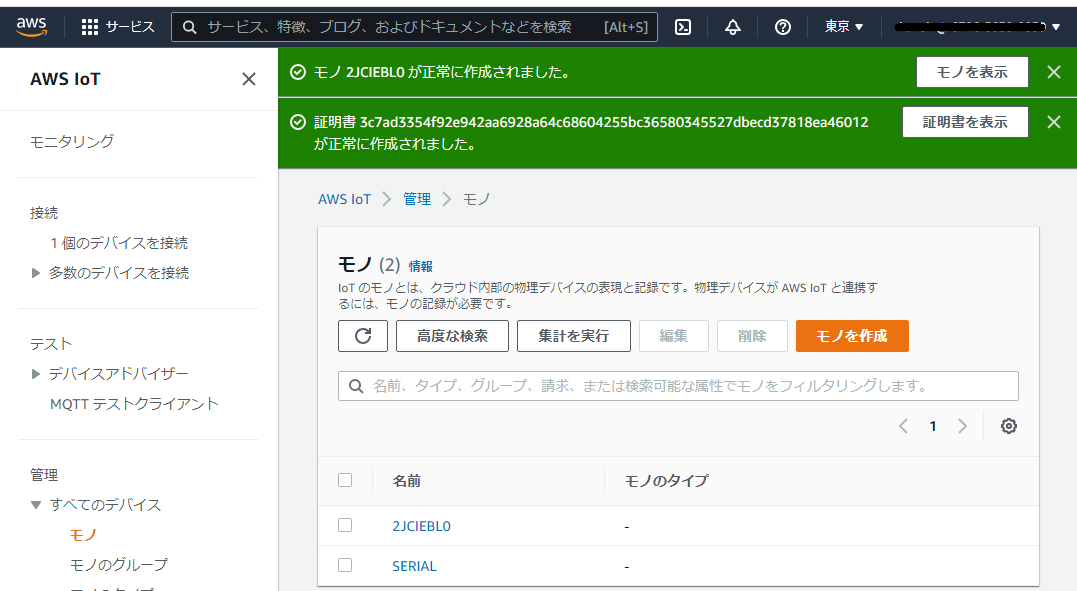 aws
サービス
サービス、特徴、ブログ、およびドキュメントなどを検索
[Alt+S]
東京
AWS IoT
モニタリング
接続
1 個のデバイスを接続
多数のデバイスを接続
テスト
デバイスアドバイザー
MQTT テストクライアント
管理
すべてのデバイス
モノ
モノのグループ
モノ 2JCIEBL0 が正常に作成されました。
モノを表示
証明書 3c7ad3354f92e942aa6928a64c68604255bc36580345527dbecd37818ea46012
が正常に作成されました。
証明書を表示
AWS IoT
管理
モノ
モノ (2) 情報
IoT のモノとは、クラウド内部の物理デバイスの表現と記録です。物理デバイスが AWS IoT と連携す
るには、モノの記録が必要です。
高度な検索
集計を実行
編集
削除
モノを作成
名前、タイプ、グループ、請求、または検索可能な属性でモノをフィルタリングします。
1
名前
モノのタイプ
2JCIEBL0
-
SERIAL
-